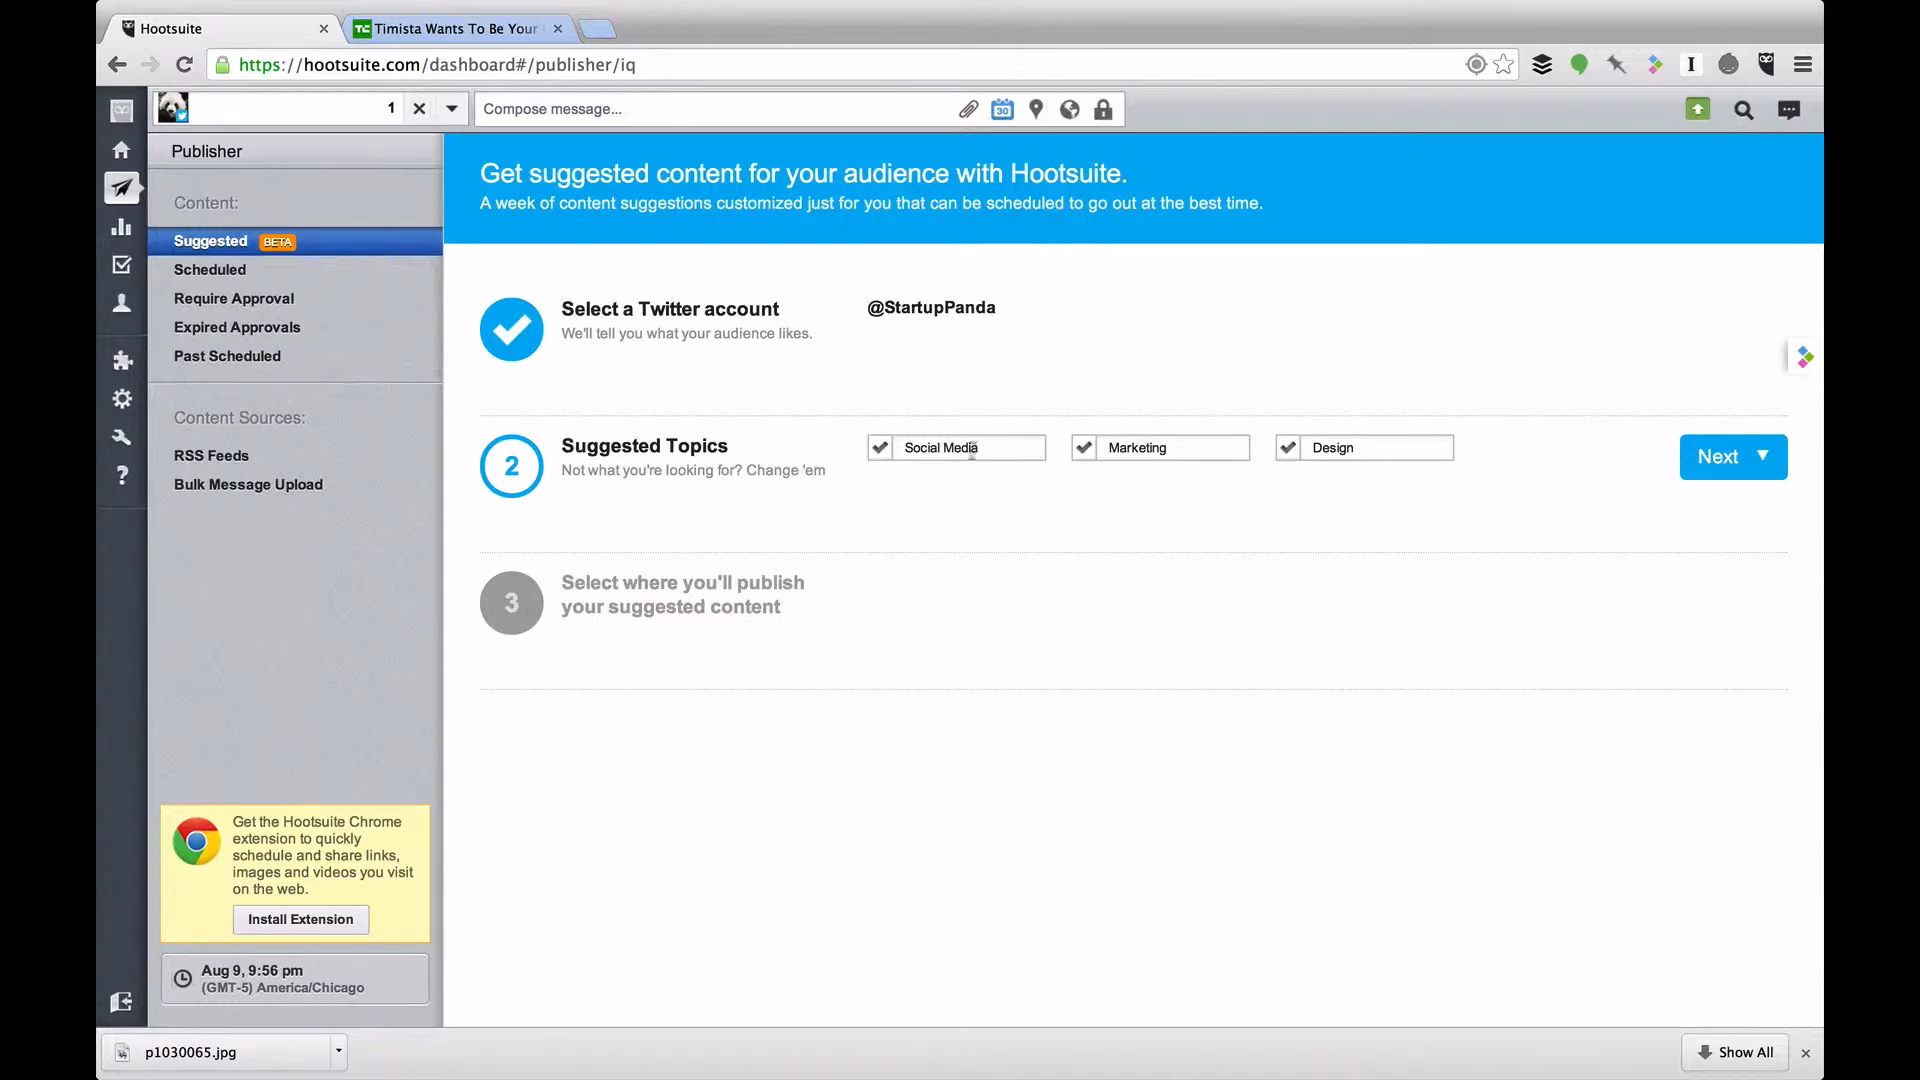 Hootsuite
Timista Wants To Be Your
https://hootsuite.com/dashboard#/publisher/iq
1
Compose message...
30
Publisher
Content:
Suggested BETA
Scheduled
Require Approval
Expired Approvals
Past Scheduled
Content Sources:
RSS Feeds
Bulk Message Upload
Get the Hootsuite Chrome
extension to quickly
schedule and share links,
images and videos you visit
on the web.
Install Extension
Aug 9, 9:56 pm
(GMT-5) America/Chicago
Get suggested content for your audience with Hootsuite.
A week of content suggestions customized just for you that can be scheduled to go out at the best time.
Select a Twitter account
We'll tell you what your audience likes.
@StartupPanda
2
Suggested Topics
Not what you're looking for? Change 'em
Social Media
Marketing
Design
Next
3
Select where you'll publish
your suggested content
p1030065.jpg
Show All